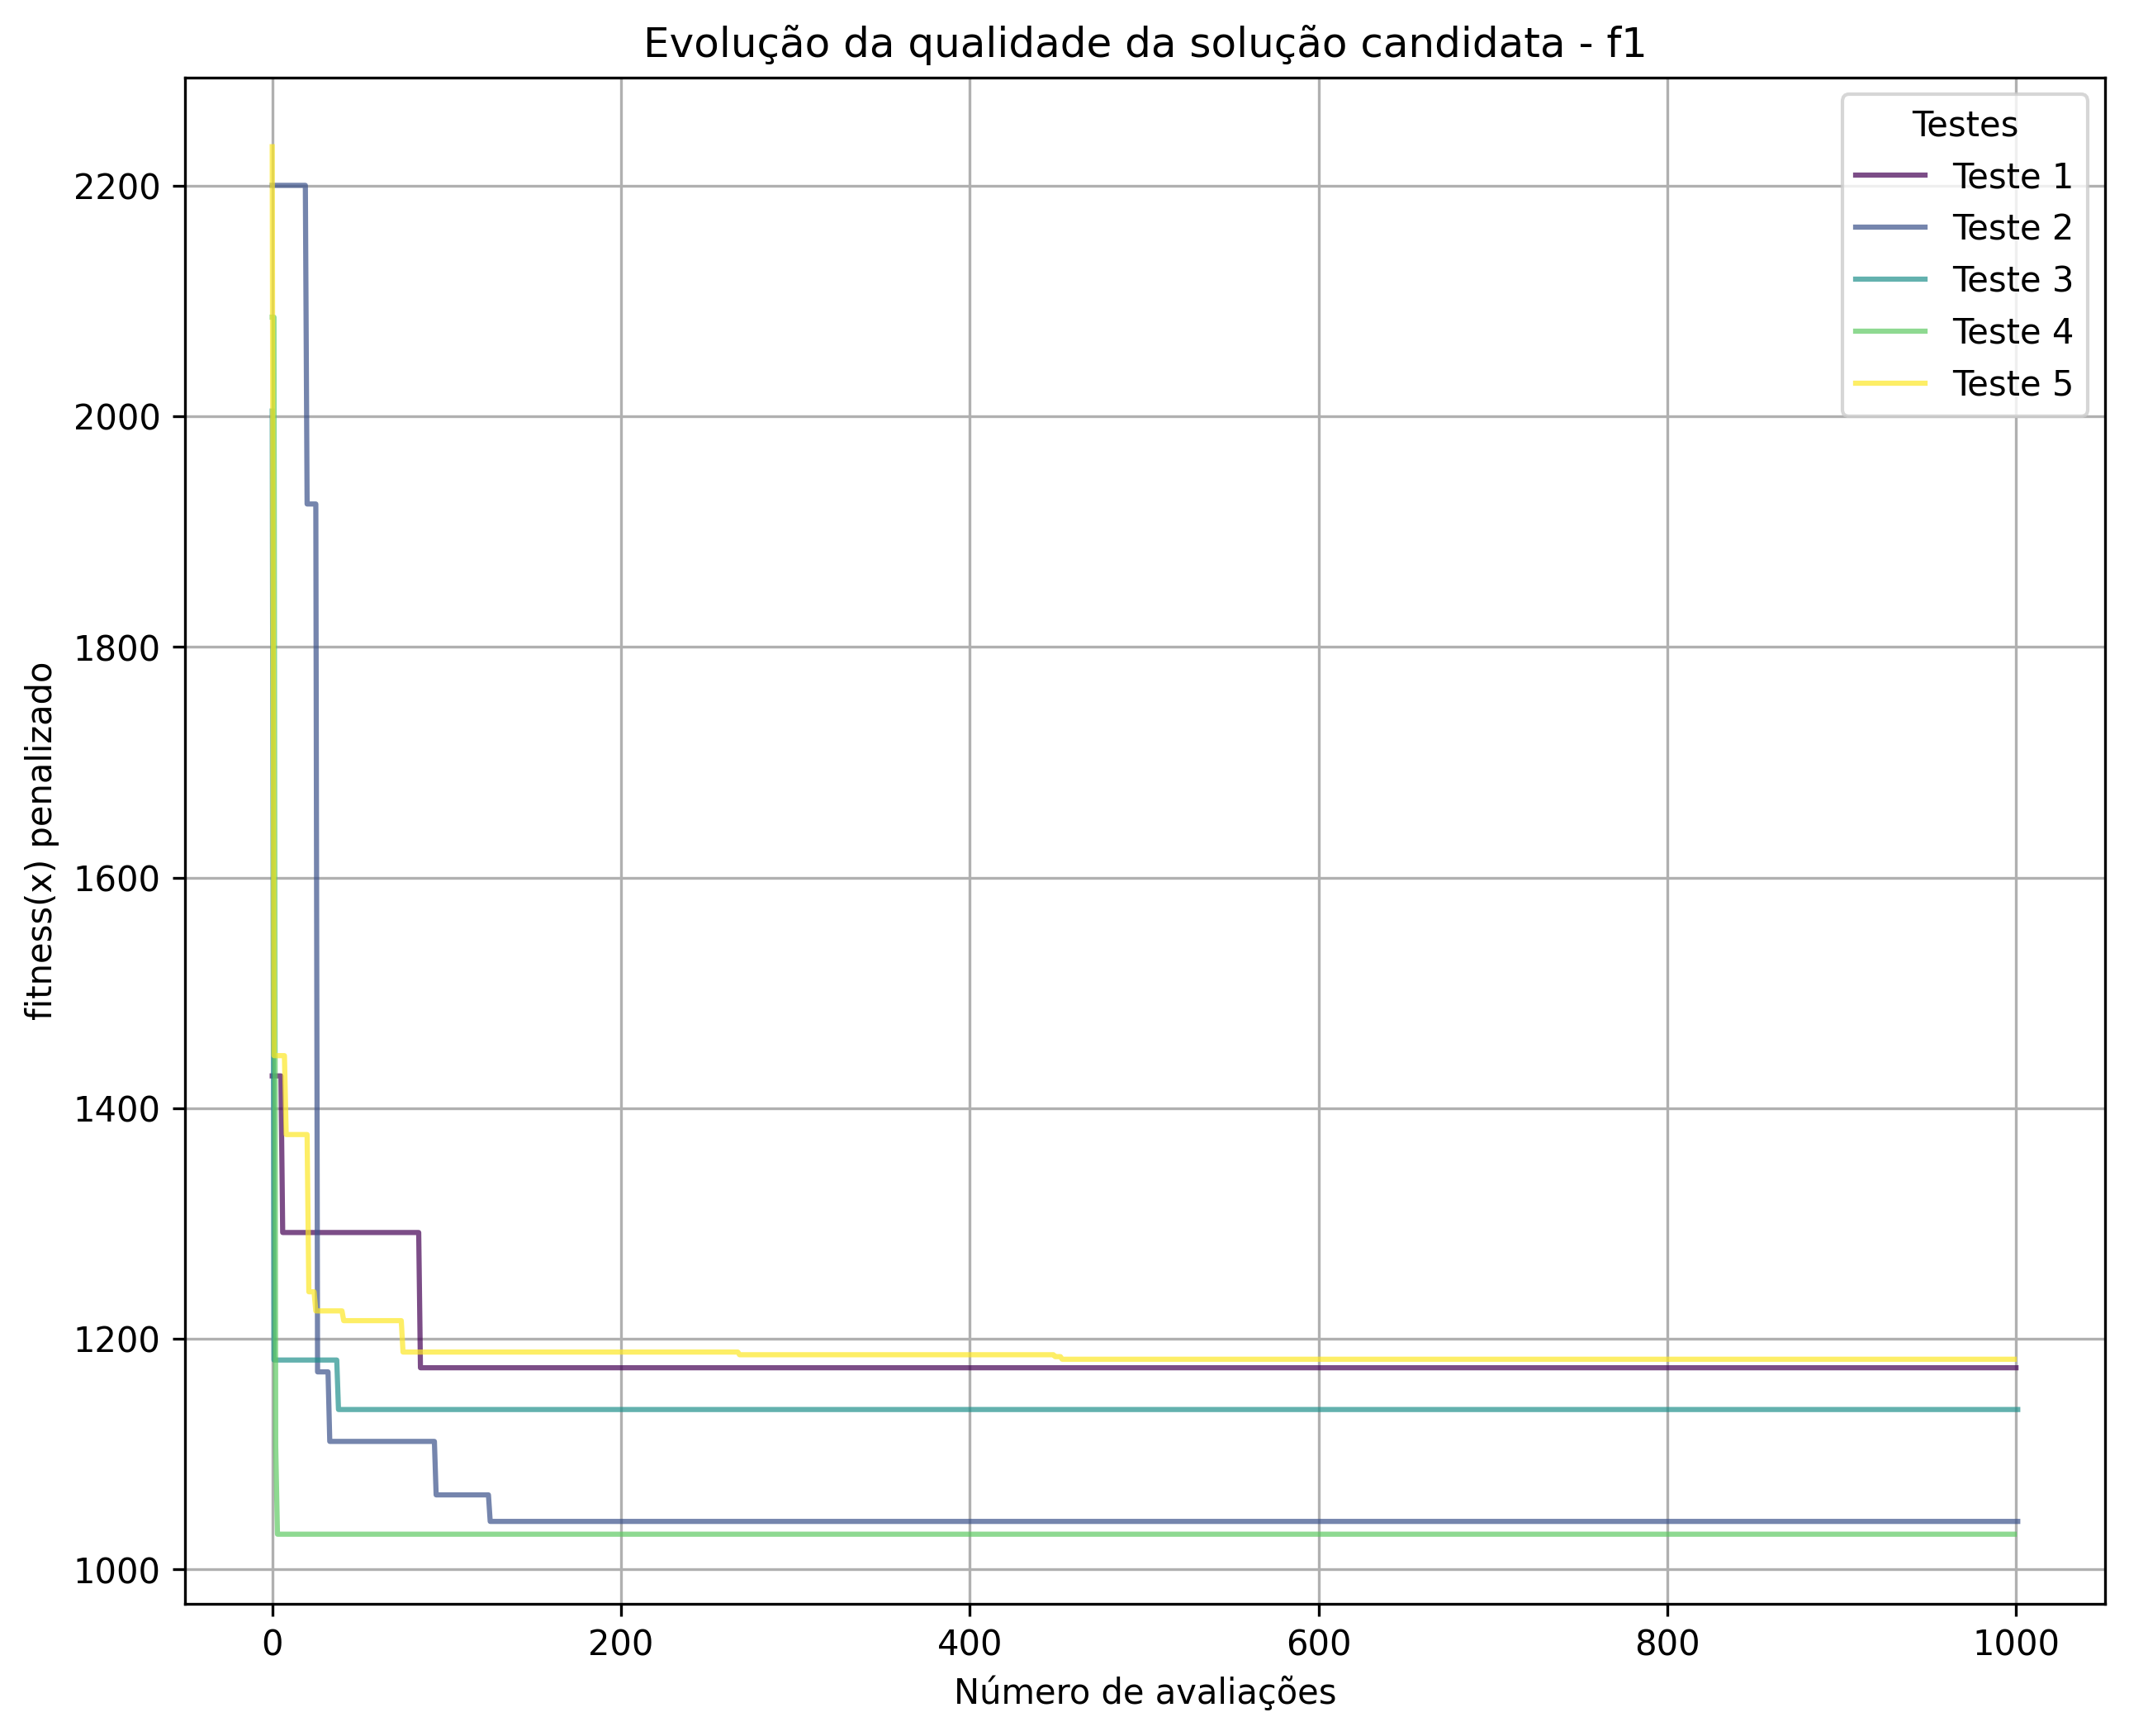 Evolução da qualidade da solução candidata - f1
Testes
Teste 1
Teste 2
Teste 3
Teste 4
Teste 5
2200
2000
1800
1600
1400
1200
1000
fitness(x) penalizado
0 200 400 600 800 1000
Número de avaliações